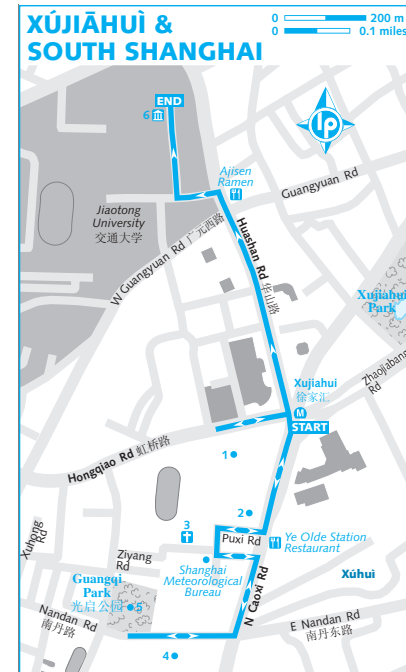 XÚJIĀHUÌ &
SOUTH SHANGHAI
0 200 m
0 0.1 miles
lp
END
6
Ajisen
Ramen
Guangyuan Rd
Jiaotong
University
交通大学
W Guangyuan Rd 广元西路
Huashan Rd 华山路
Xujiahui
Park
Zhaojiabang
Rd
Xujiahui
徐家汇
M
START
Hongqiao Rd 虹桥路
1
2
3
Puxi Rd
Ye Olde Station
Restaurant
Xuhong
Rd
Ziyang
Rd
Shanghai
Meteorological
Bureau
Xúhuì
Guangqi
Park
光启公园
5
N Caoxi Rd
Nandan Rd
南丹路
E Nandan Rd
南丹东路
4